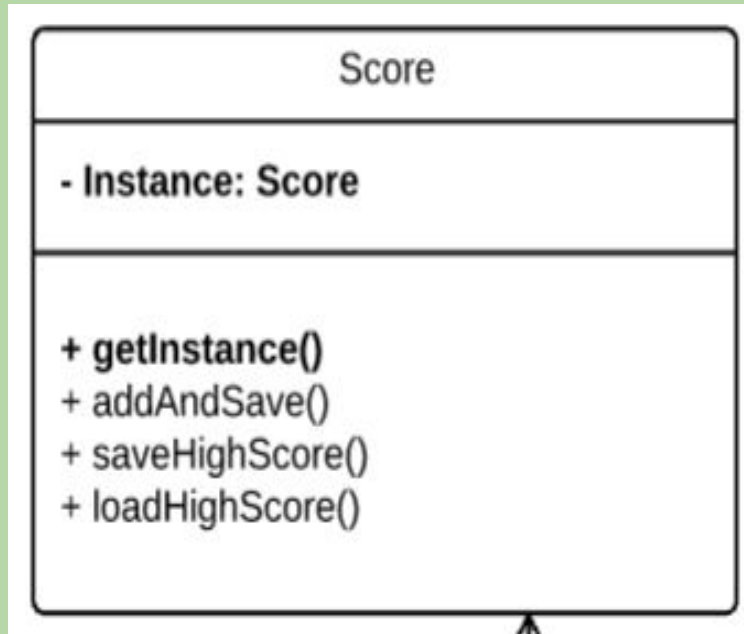 Score
- Instance: Score
+ getInstance()
+ addAndSave()
+ saveHighScore()
+ loadHighScore()